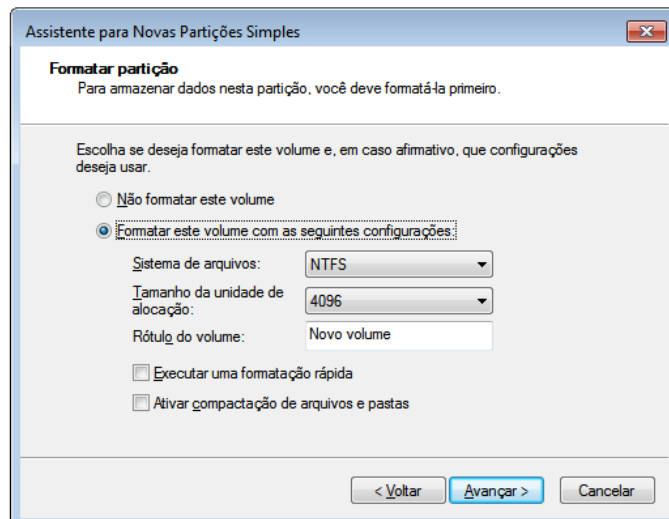 Assistente para Novas Partições Simples
Formatar partição
Para armazenar dados nesta partição, você deve formatá-la primeiro.
Escolha se deseja formatar este volume e, em caso afirmativo, que configurações
deseja usar.
Não formatar este volume
Formatar este volume com as seguintes configurações:
Sistema de arquivos: NTFS
Tamanho da unidade de
alocação: 4096
Rótulo do volume: Novo volume
Executar uma formatação rápida
Ativar compactação de arquivos e pastas
< Voltar Avançar > Cancelar